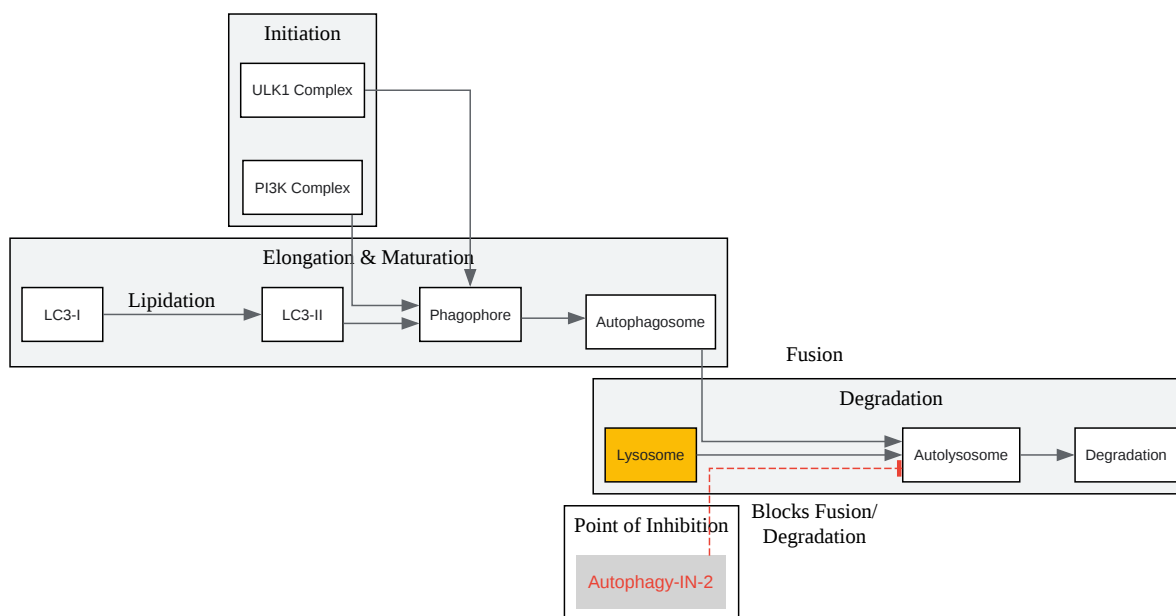 Initiation
ULK1 Complex
PI3K Complex
Elongation & Maturation
LC3-I
Lipidation
LC3-II
Phagophore
Autophagosome
Fusion
Degradation
Lysosome
Autolysosome
Degradation
Blocks Fusion/
Degradation
Point of Inhibition
Autophagy-IN-2